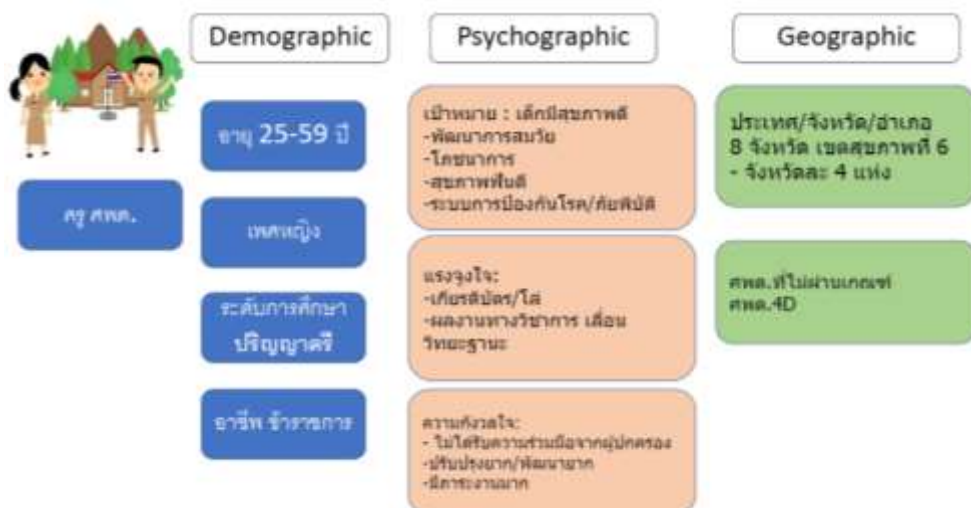 Demographic
Psychographic
Geographic
ครู ศพด.
อายุ 25-59 ปี
เพศหญิง
ระดับการศึกษา
ปริญญาตรี
อาชีพ ข้าราชการ
เป้าหมาย : เด็กมีสุขภาพดี
-พัฒนาการสมวัย
-โภชนาการ
-สุขภาพฟันดี
-ระบบการป้องกันโรค/ภัยพิบัติ
แรงจูงใจ:
-เกียรติบัตร/โล่
-ผลงานทางวิชาการ เลื่อน
วิทยะฐานะ
ความกังวลใจ:
- ไม่ได้รับความร่วมมือจากผู้ปกครอง
-ปรับปรุงยาก/พัฒนายาก
-มีภาระงานมาก
ประเทศ/จังหวัด/อำเภอ
8 จังหวัด เขตสุขภาพที่ 6
- จังหวัดละ 4 แห่ง
ศพด.ที่ไม่ผ่านเกณฑ์
ศพด.4D